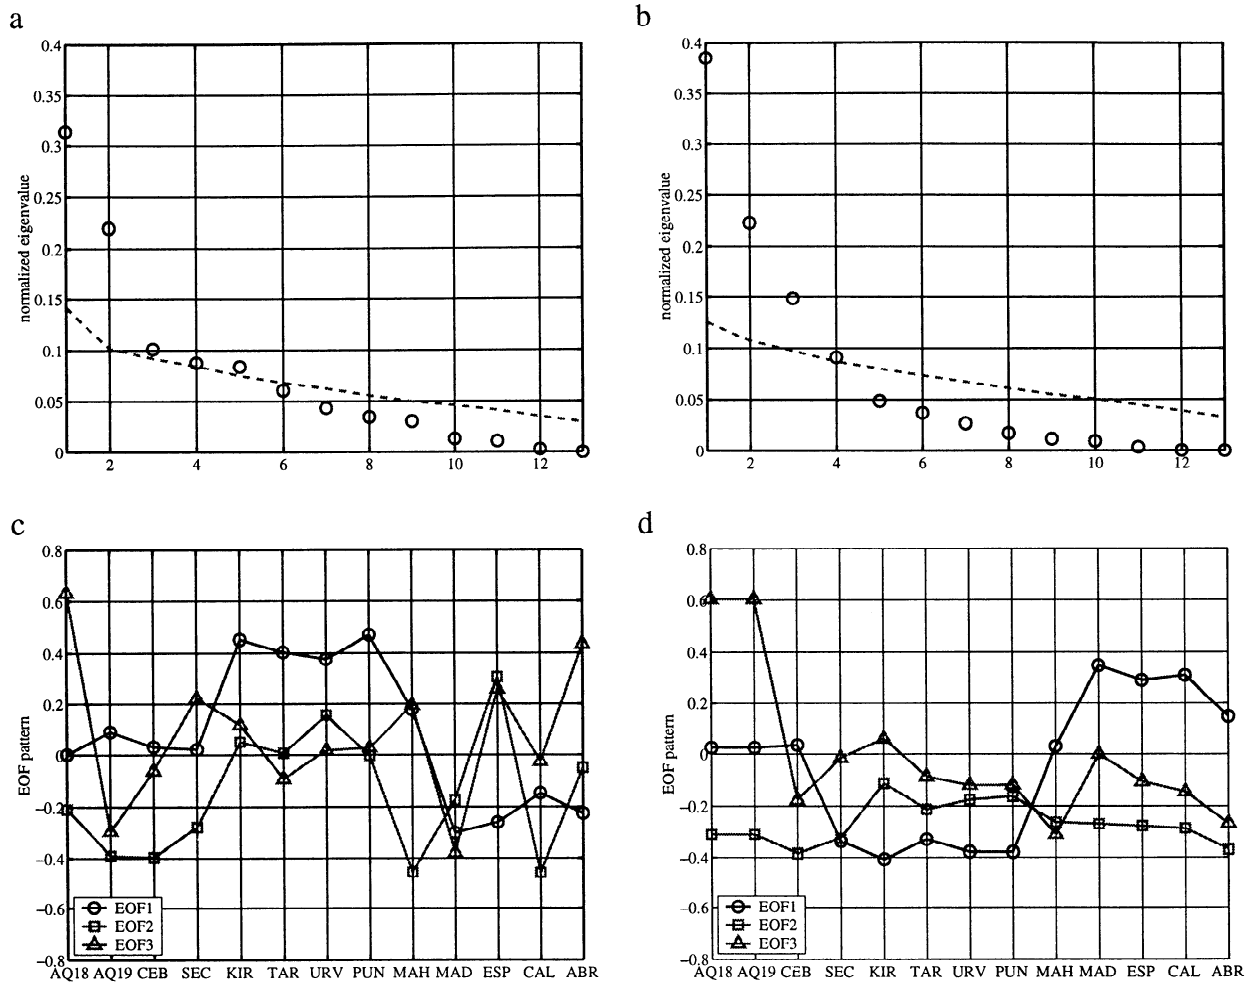 a
0.4
0.35
0.3
0.25
0.2
0.15
0.1
0.05
0
normalized eigenvalue
2 4 6 8 10 12
b
0.4
0.35
0.3
0.25
0.2
0.15
0.1
0.05
0
normalized eigenvalue
2 4 6 8 10 12
c
0.8
0.6
0.4
0.2
0
−0.2
−0.4
−0.6
−0.8
EOF pattern
EOF1
EOF2
EOF3
AQ18 AQ19 CEB SEC KIR TAR URV PUN MAH MAD ESP CAL ABR
d
0.8
0.6
0.4
0.2
0
−0.2
−0.4
−0.6
−0.8
EOF pattern
EOF1
EOF2
EOF3
AQ18 AQ19 CEB SEC KIR TAR URV PUN MAH MAD ESP CAL ABR